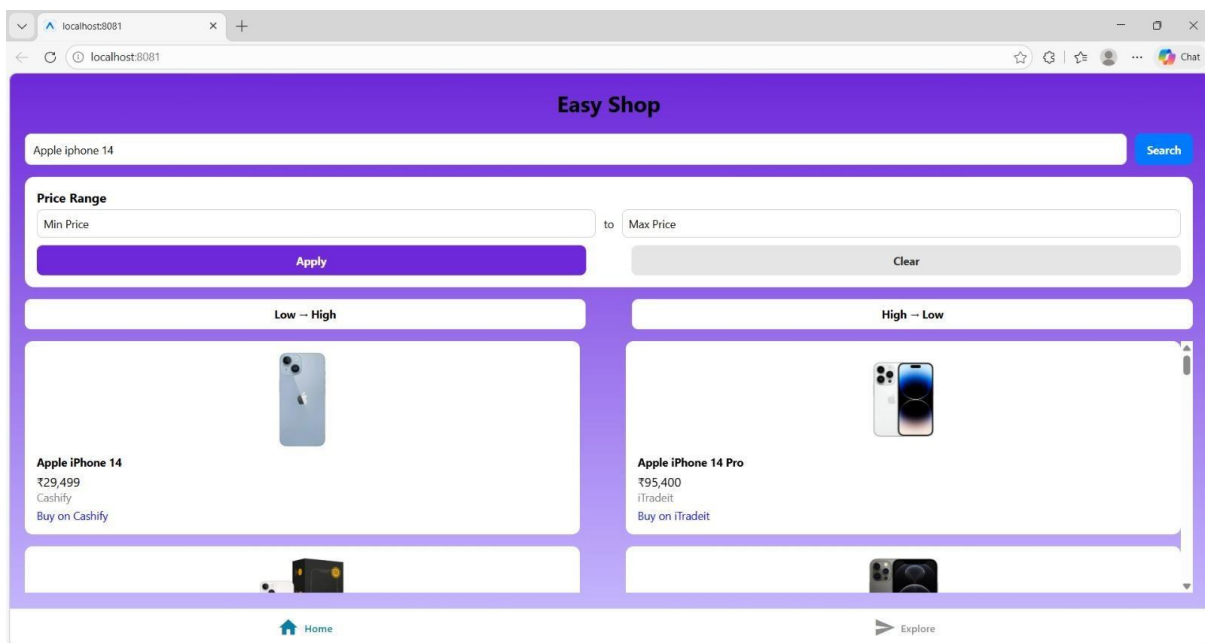 localhost:8081
localhost:8081
Chat
Easy Shop
Apple iphone 14
Search
Price Range
Min Price to Max Price
Apply Clear
Low → High High → Low
Apple iPhone 14
₹29,499
Cashify
Buy on Cashify
Apple iPhone 14 Pro
₹95,400
iTradeit
Buy on iTradeit
Home Explore